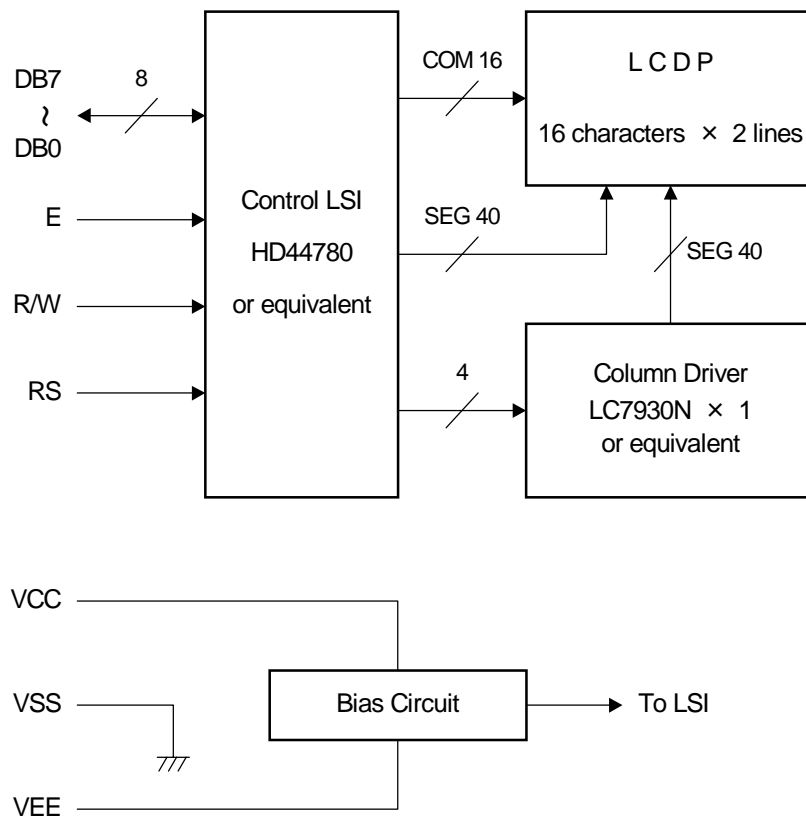 DB7
~
DB0
8
E
R/W
RS
Control LSI
HD44780
or equivalent
COM 16
SEG 40
4
L C D P
16 characters × 2 lines
SEG 40
Column Driver
LC7930N × 1
or equivalent
VCC
VSS
VEE
Bias Circuit
To LSI